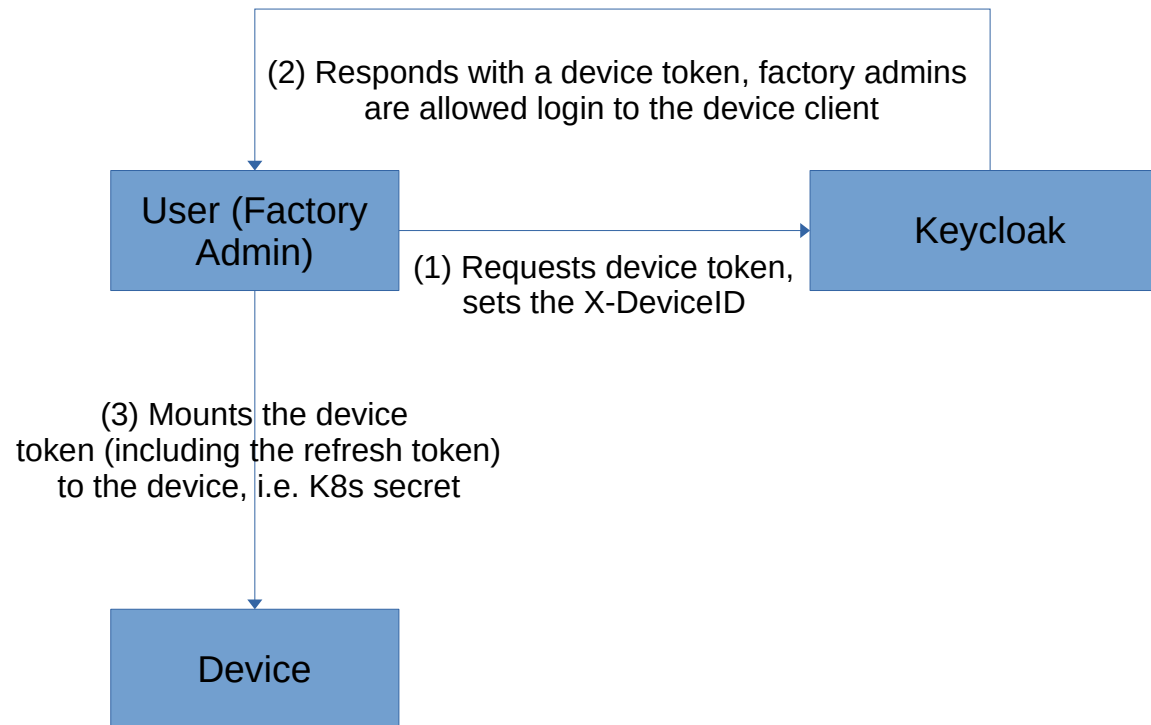 (2) Responds with a device token, factory admins
are allowed login to the device client
User (Factory
Admin)
Keycloak
(1) Requests device token,
sets the X-DeviceID
(3) Mounts the device
token (including the refresh token)
to the device, i.e. K8s secret
Device